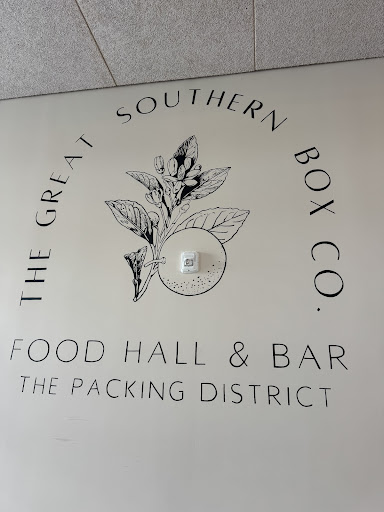 THE GREAT SOUTHERN BOX CO.
FOOD HALL & BAR
THE PACKING DISTRICT